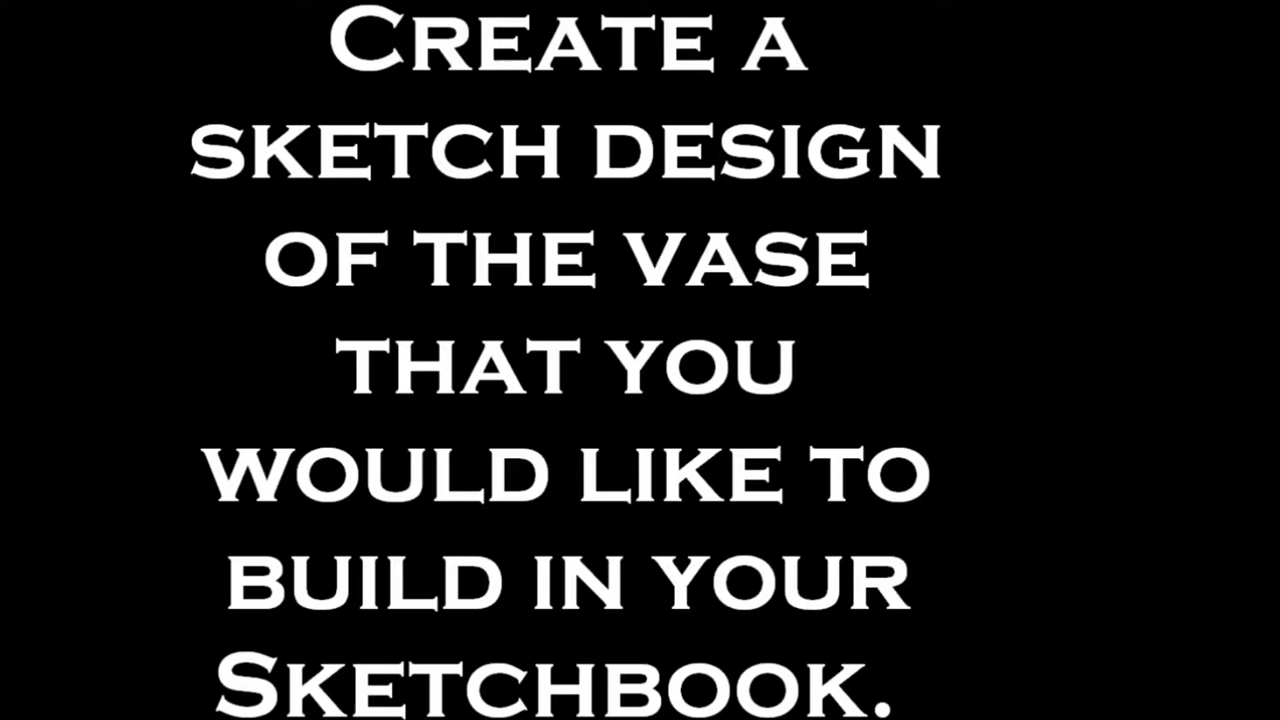 Create a
sketch design
of the vase
that you
would like to
build in your
Sketchbook.